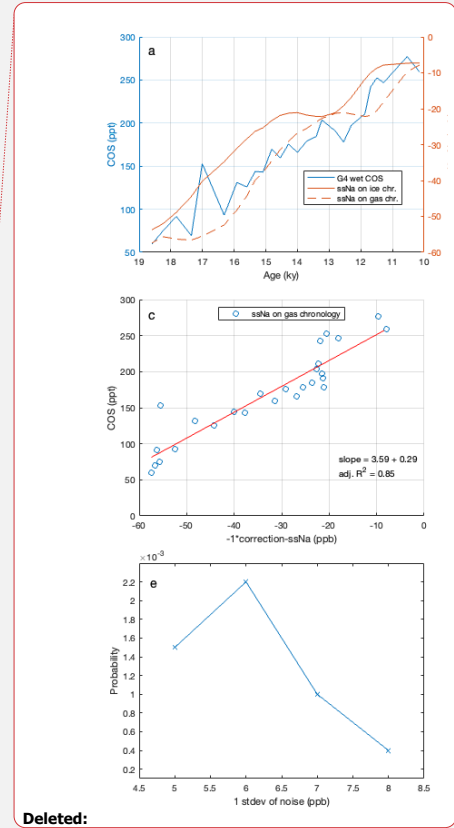 a
300
250
200
150
100
50
COS (ppt)
0
-10
-20
-30
-40
-50
-60
G4 wet COS
ssNa on ice chr.
ssNa on gas chr.
19 18 17 16 15 14 13 12 11 10
Age (ky)
c
ssNa on gas chronology
300
250
200
150
100
50
0
COS (ppt)
slope = 3.59 + 0.29
adj. R² = 0.85
-60 -50 -40 -30 -20 -10 0
-1*correction-ssNa (ppb)
×10⁻³
e
2.2
2
1.8
1.6
1.4
1.2
1
0.8
0.6
0.4
0.2
Probability
4.5 5 5.5 6 6.5 7 7.5 8 8.5
1 stdev of noise (ppb)
Deleted: